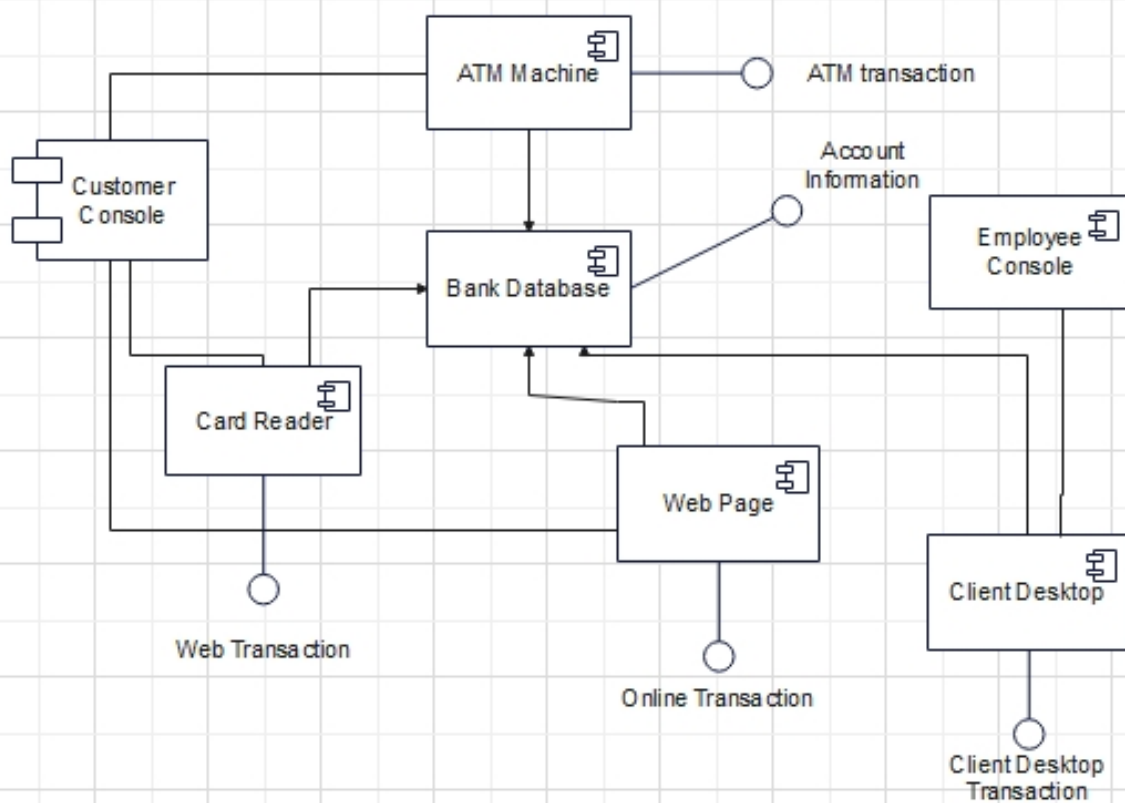 ATM Machine
ATM transaction
Account
Information
Customer
Console
Employee
Console
Bank Database
Card Reader
Web Page
Client Desktop
Web Transaction
Online Transaction
Client Desktop
Transaction